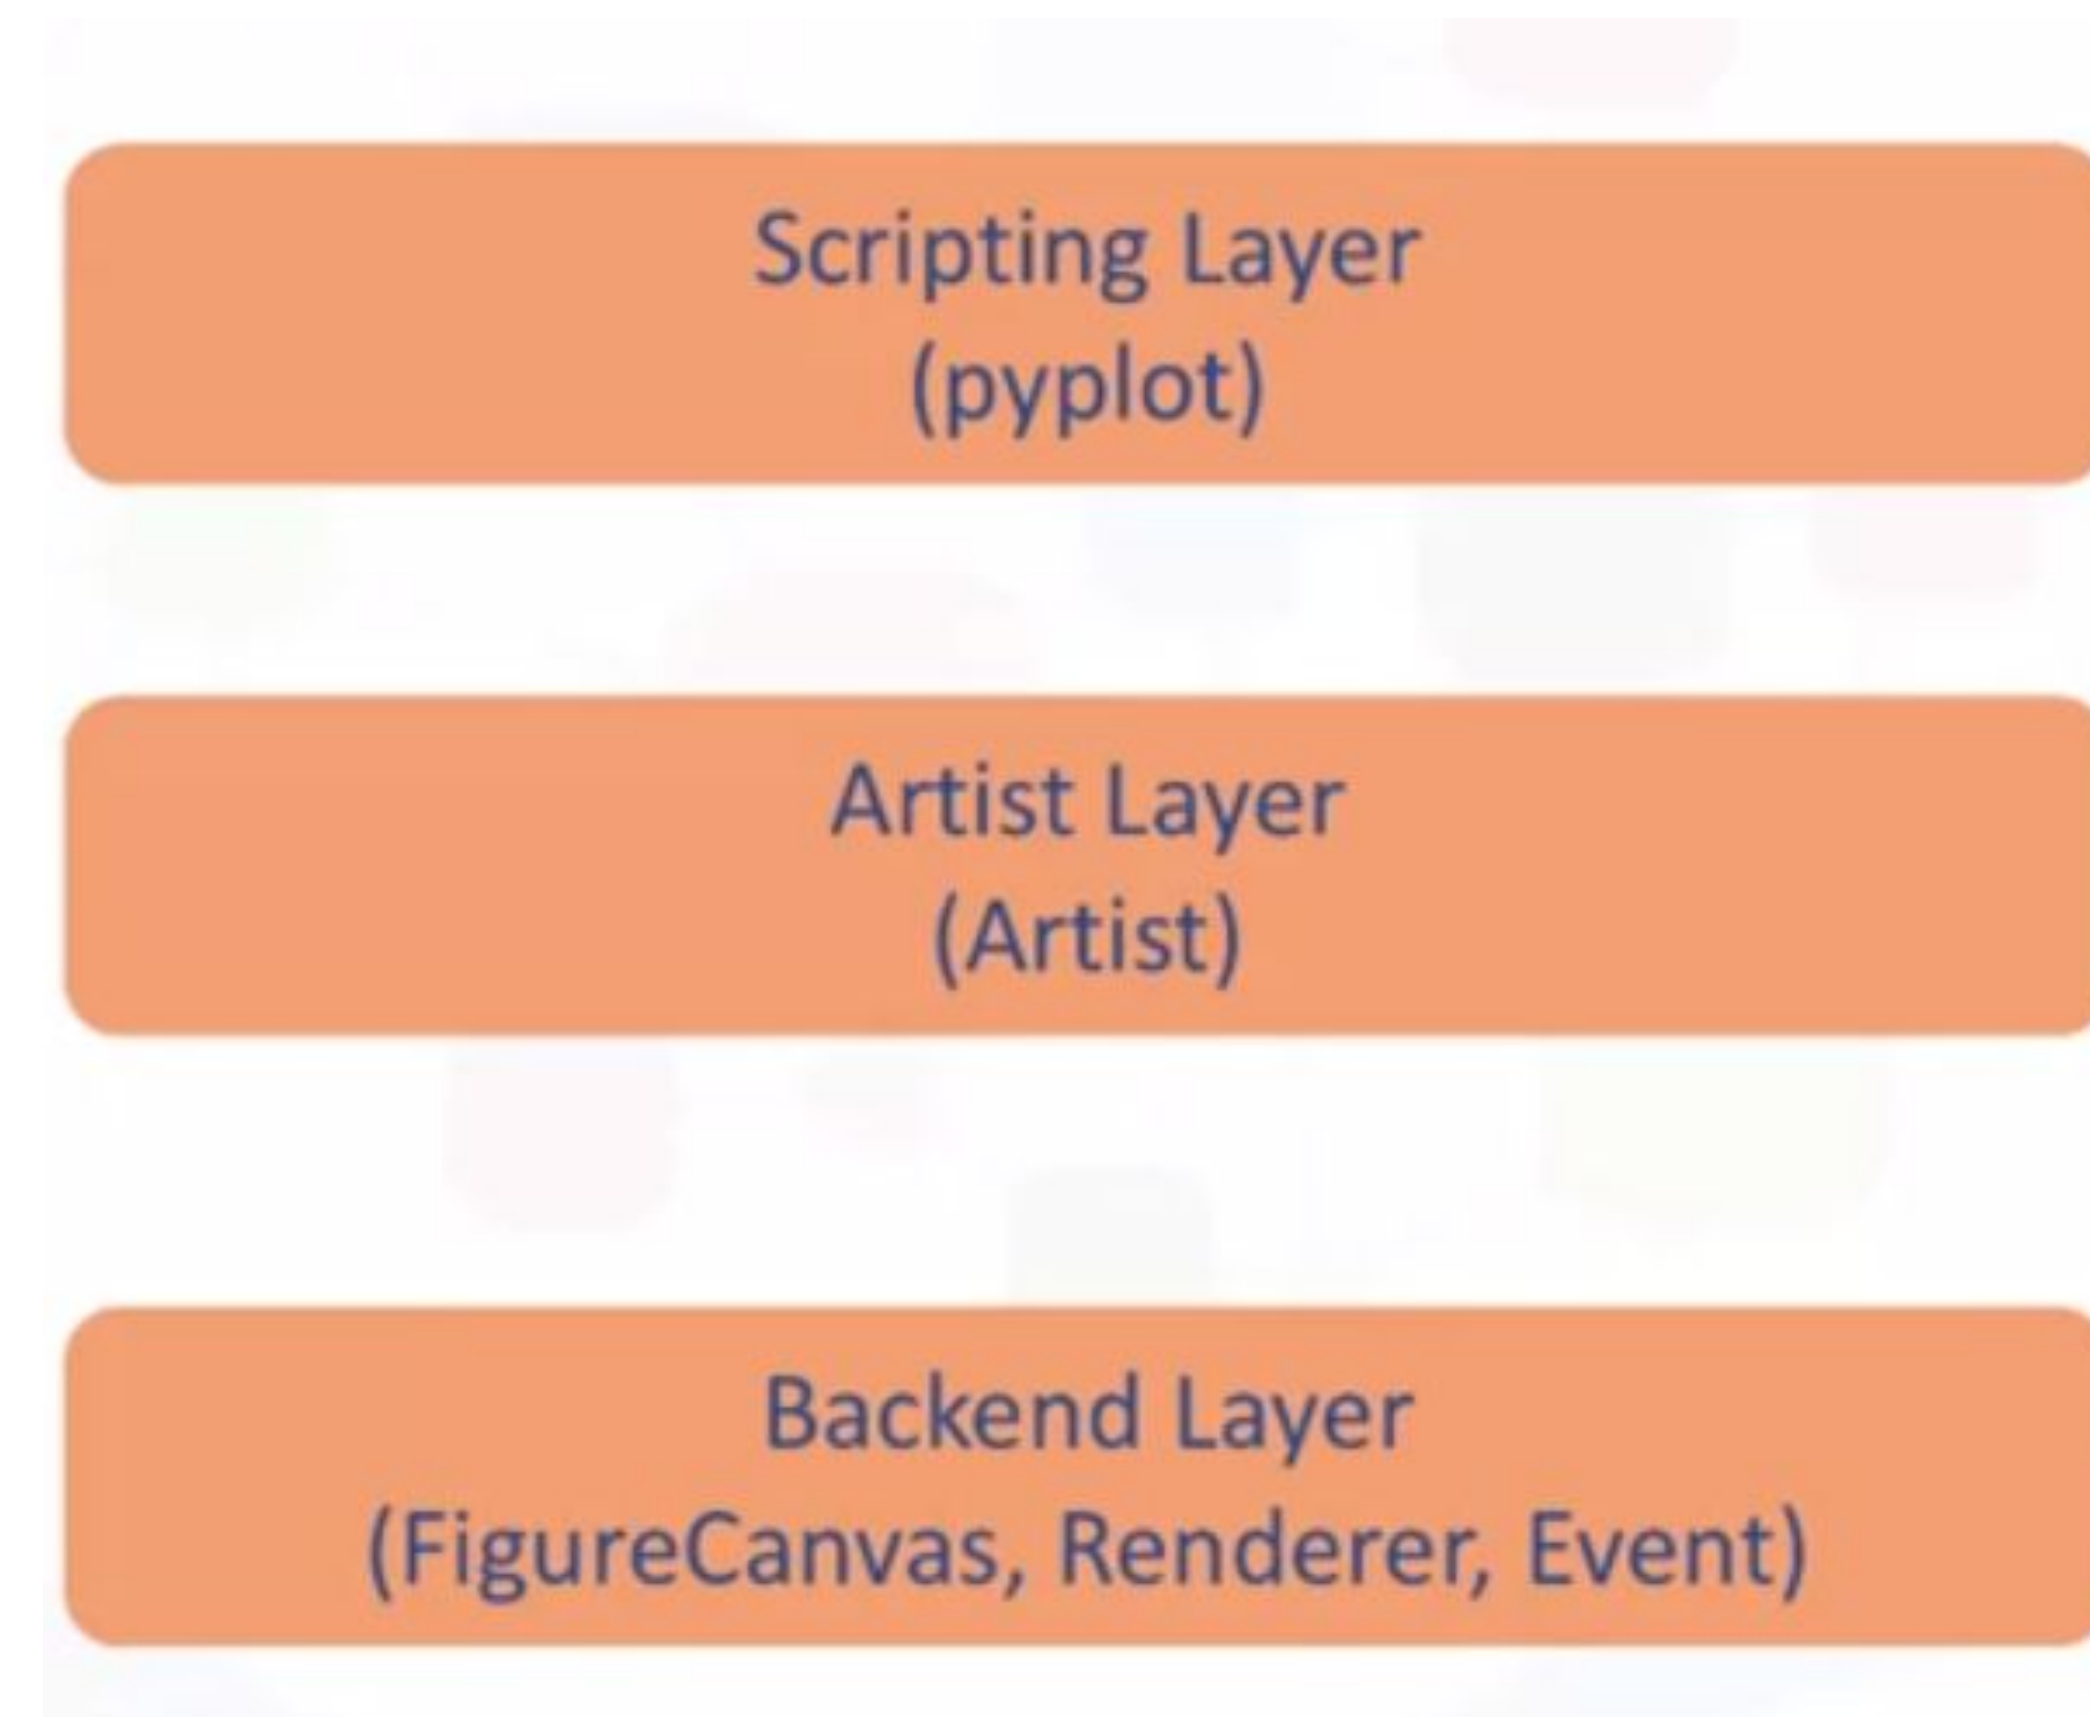 Scripting Layer
(pyplot)
Artist Layer
(Artist)
Backend Layer
(FigureCanvas, Renderer, Event)